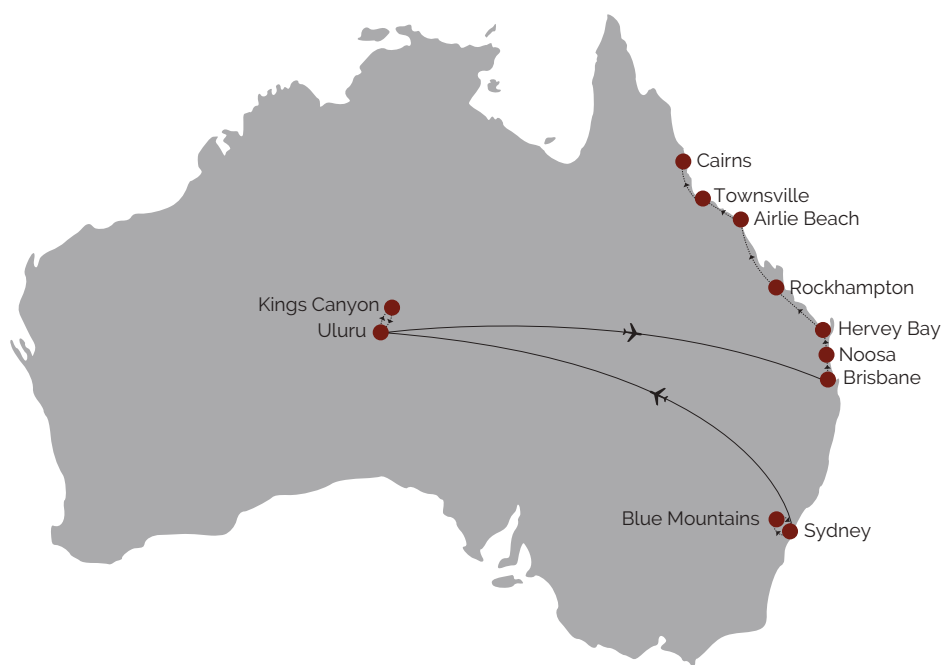 Cairns
Townsville
Airlie Beach
Rockhampton
Kings Canyon
Uluru
Hervey Bay
Noosa
Brisbane
Blue Mountains
Sydney